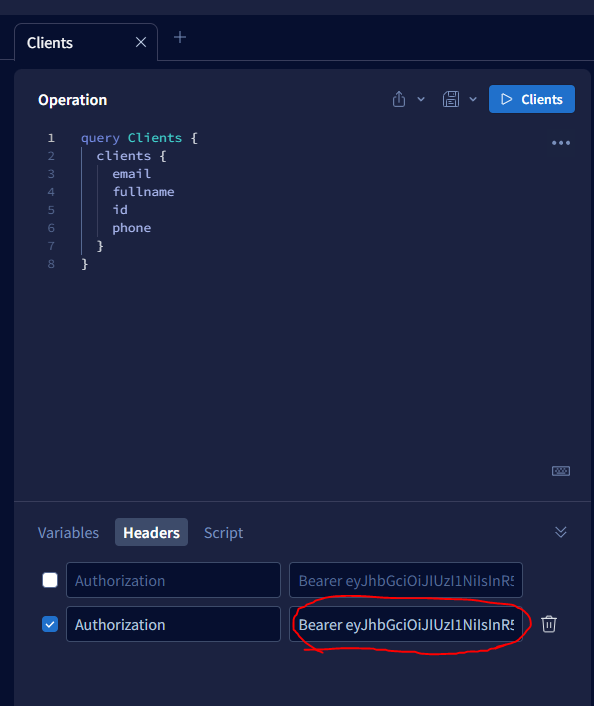 Clients
Operation
Clients
1 query Clients {
2 clients {
3 email
4 fullname
5 id
6 phone
7 }
8 }
Variables Headers Script
Authorization Bearer eyJhbGciOiJIUzI1NiIsInR5
Authorization Bearer eyJhbGciOiJIUzI1NiIsInR5